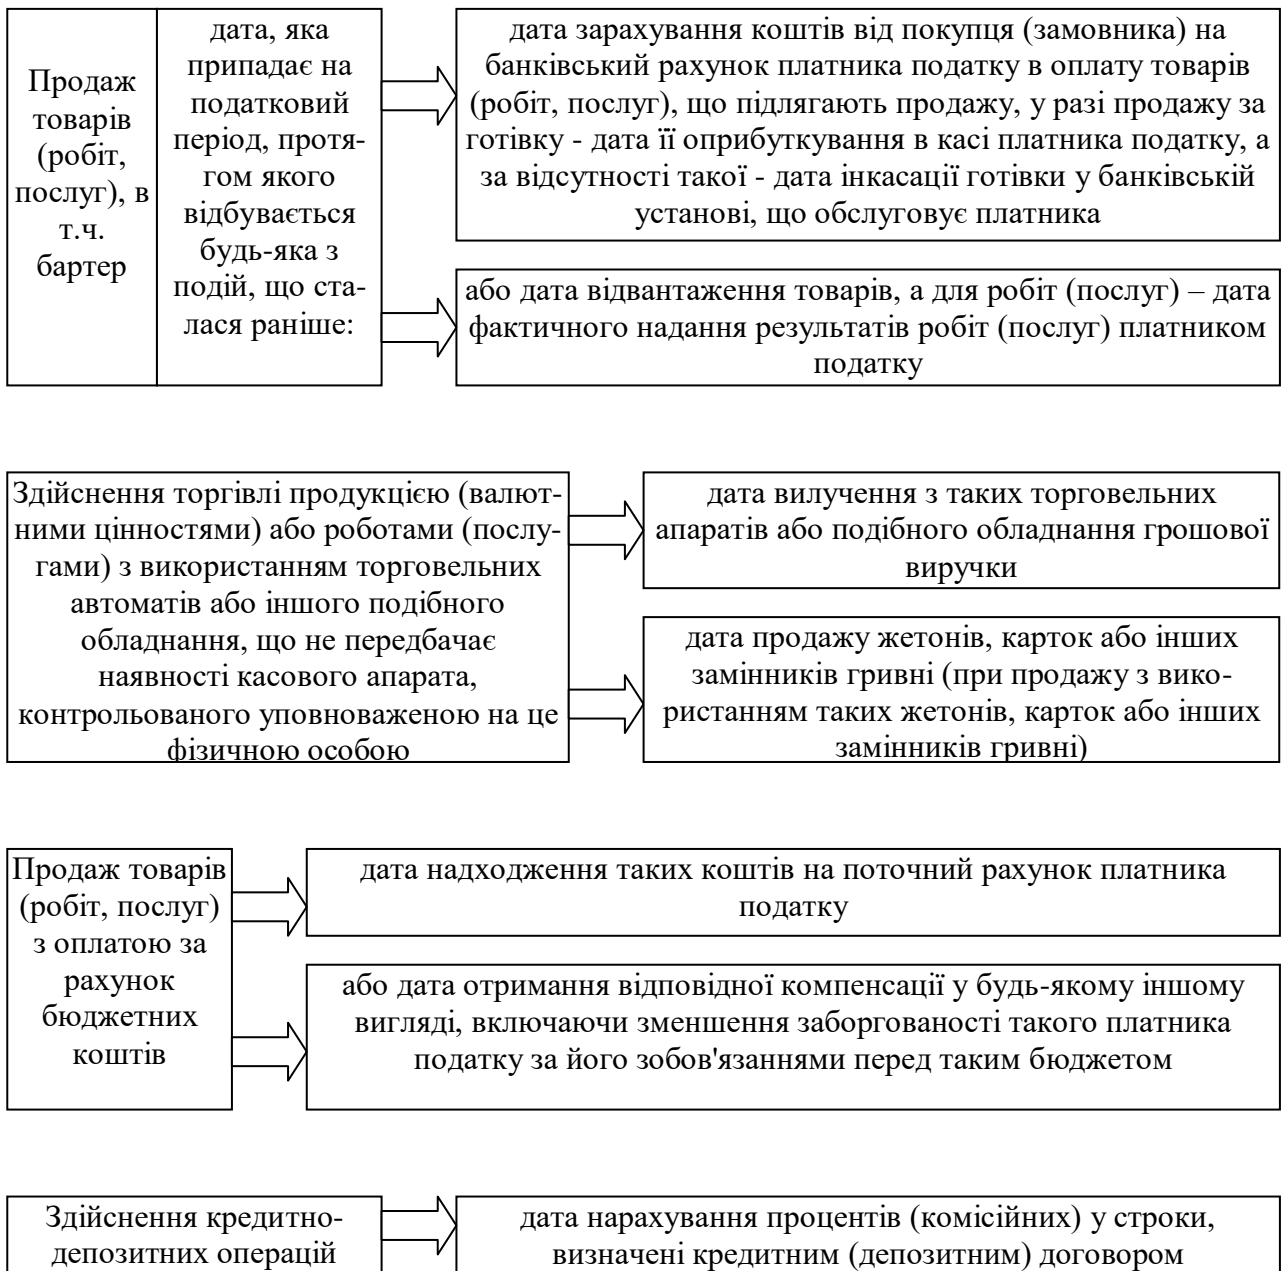 Продаж
товарів
(робіт,
послуг), в
т.ч.
бартер
дата, яка
припадає на
податковий
період, протя-
гом якого
відбувається
будь-яка з
подій, що ста-
лася раніше:
дата зарахування коштів від покупця (замовника) на
банківський рахунок платника податку в оплату товарів
(робіт, послуг), що підлягають продажу, у разі продажу за
готівку - дата її оприбуткування в касі платника податку, а
за відсутності такої - дата інкасації готівки у банківській
установі, що обслуговує платника
або дата відвантаження товарів, а для робіт (послуг) – дата
фактичного надання результатів робіт (послуг) платником
податку
Здійснення торгівлі продукцією (валют-
ними цінностями) або роботами (послу-
гами) з використанням торговельних
автоматів або іншого подібного
обладнання, що не передбачає
наявності касового апарата,
контрольованого уповноваженою на це
фізичною особою
дата вилучення з таких торговельних
апаратів або подібного обладнання грошової
виручки
дата продажу жетонів, карток або інших
замінників гривні (при продажу з вико-
ристанням таких жетонів, карток або інших
замінників гривні)
Продаж товарів
(робіт, послуг)
з оплатою за
рахунок
бюджетних
коштів
дата надходження таких коштів на поточний рахунок платника
податку
або дата отримання відповідної компенсації у будь-якому іншому
вигляді, включаючи зменшення заборгованості такого платника
податку за його зобов'язаннями перед таким бюджетом
Здійснення кредитно-
депозитних операцій
дата нарахування процентів (комісійних) у строки,
визначені кредитним (депозитним) договором